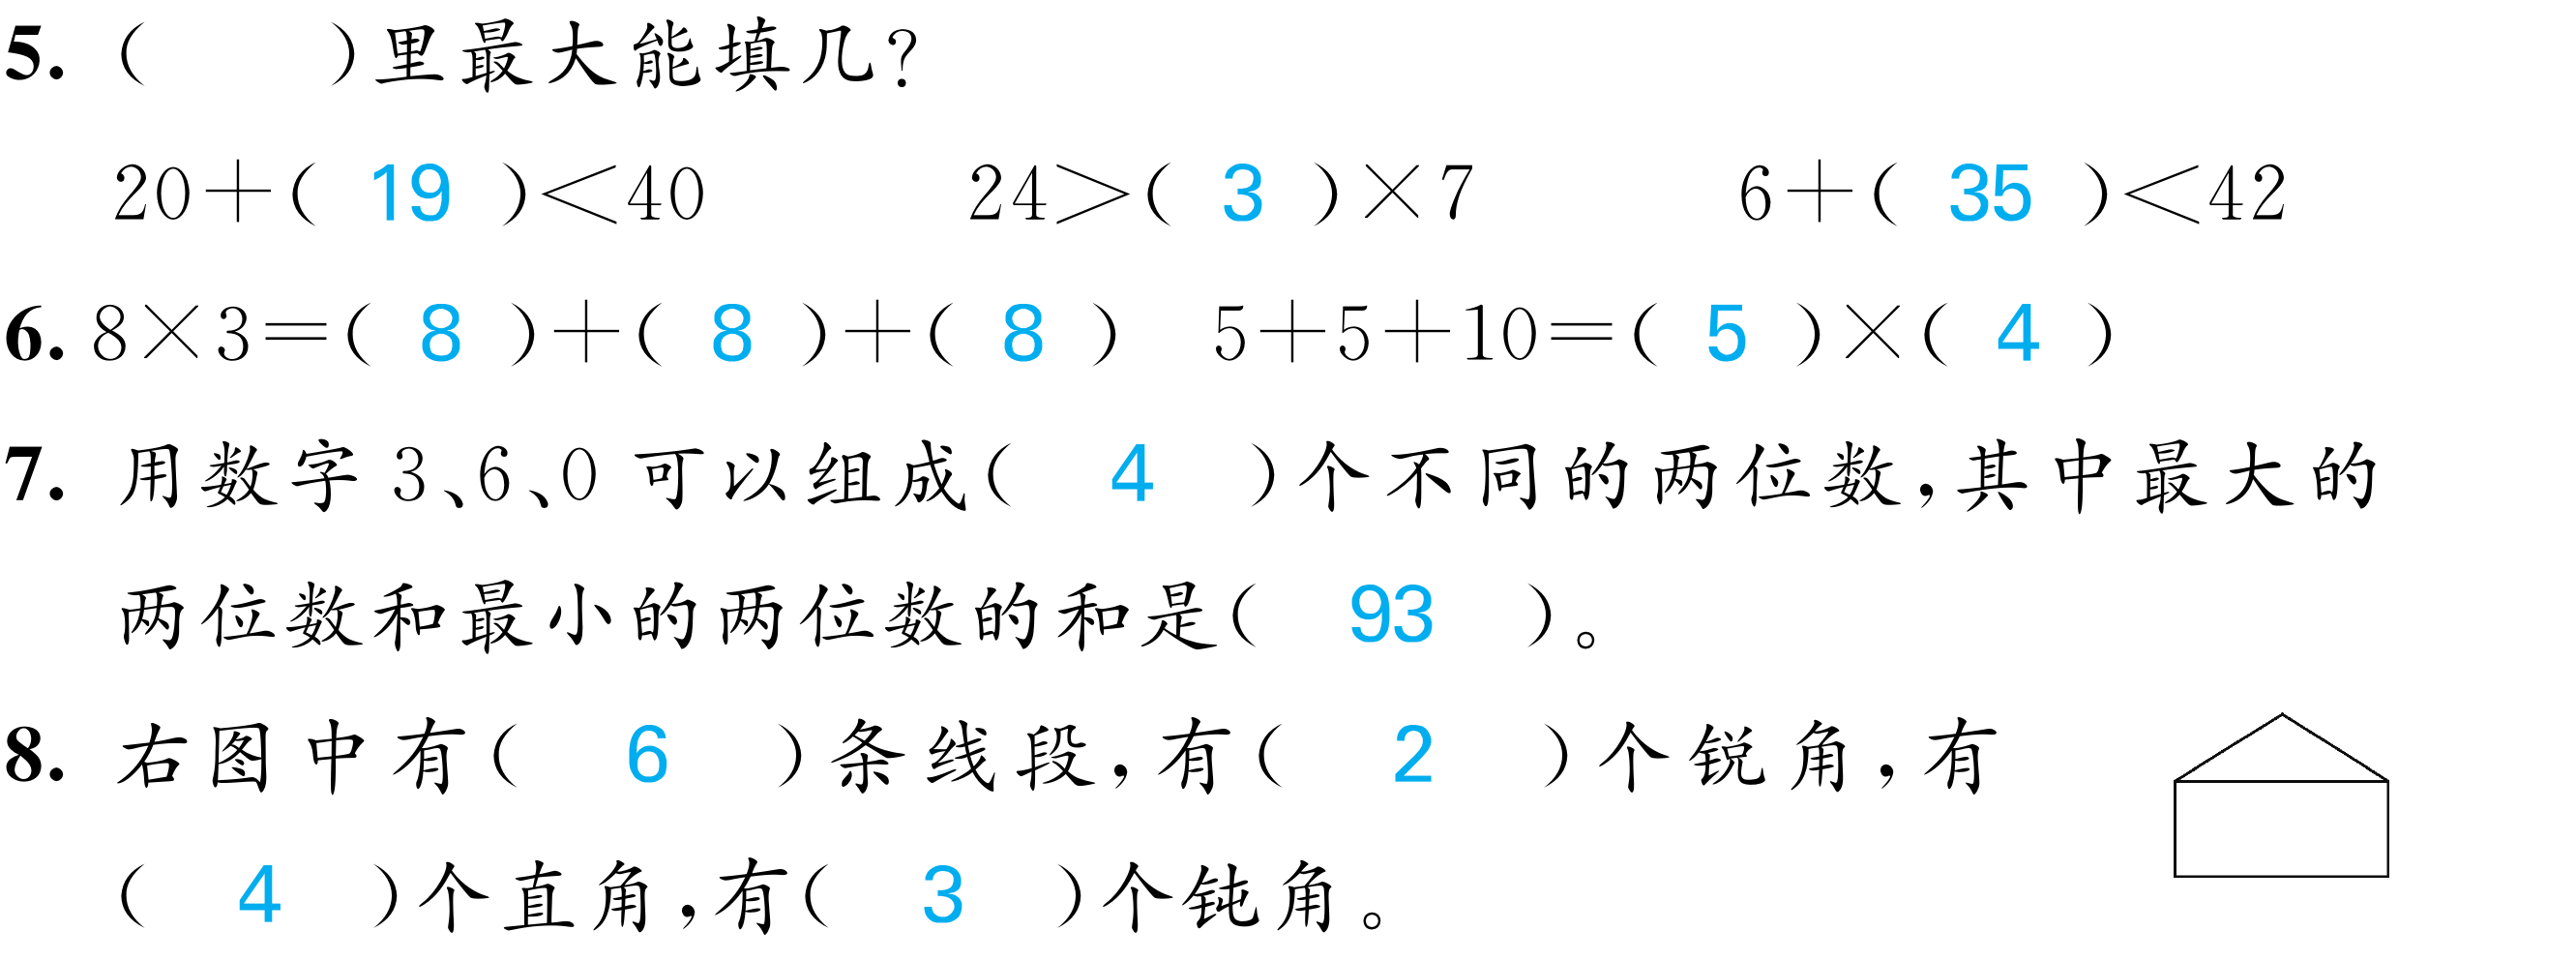 5. (　　)里最大能填几?
20+( 19 )<40　24>( 3 )×7　6+( 35 )<42
6. 8×3=( 8 )+( 8 )+( 8 )　5+5+10=( 5 )×( 4 )
7. 用数字 3、6、0 可以组成( 4 )个不同的两位数,其中最大的
两位数和最小的两位数的和是( 93 )。
8. 右图中有( 6 )条线段,有( 2 )个锐角,有
( 4 )个直角,有( 3 )个钝角。